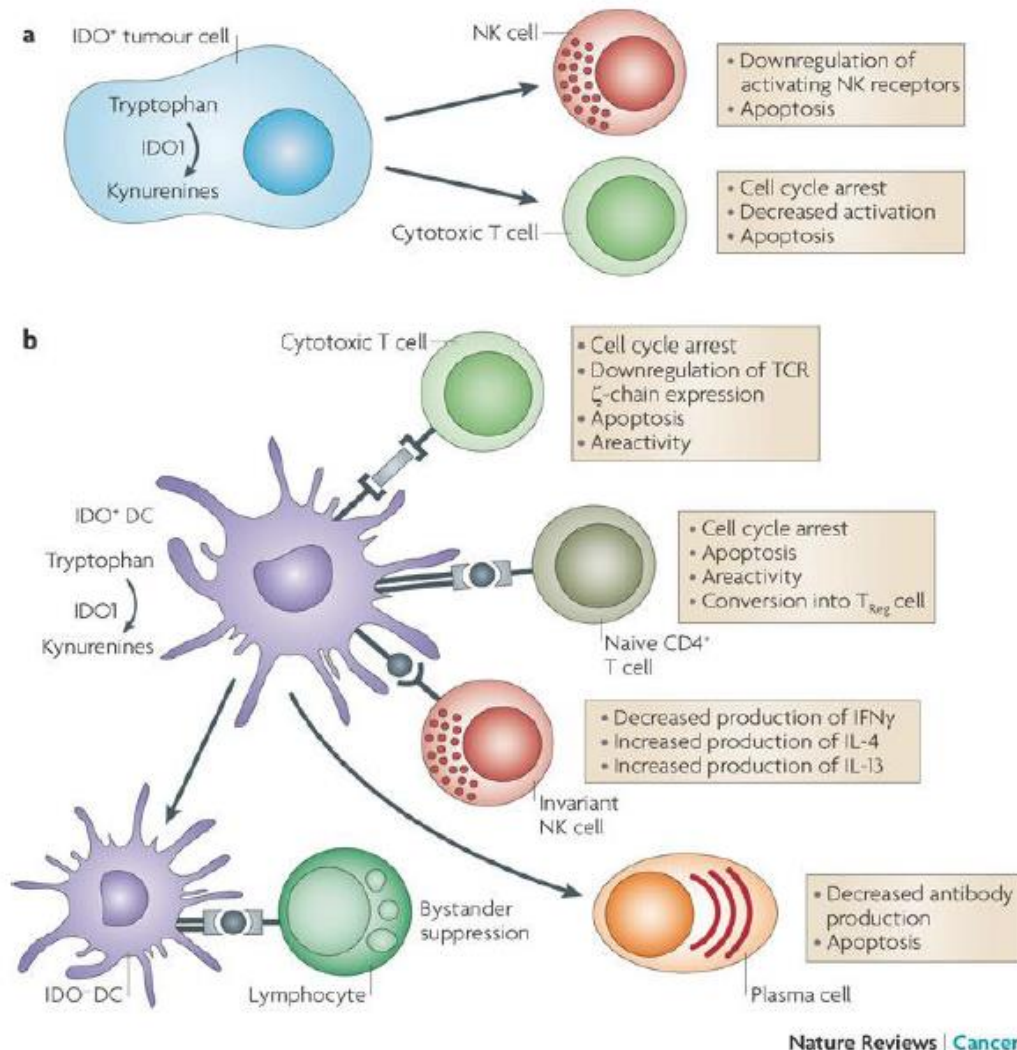 a
IDO⁺ tumour cell
Tryptophan
IDO1
Kynurenines
NK cell
• Downregulation of
activating NK receptors
• Apoptosis
Cytotoxic T cell
• Cell cycle arrest
• Decreased activation
• Apoptosis
b
Cytotoxic T cell
• Cell cycle arrest
• Downregulation of TCR
ζ-chain expression
• Apoptosis
• Areactivity
IDO⁺ DC
Tryptophan
IDO1
Kynurenines
• Cell cycle arrest
• Apoptosis
• Areactivity
• Conversion into T_Reg cell
Naive CD4⁺
T cell
• Decreased production of IFNγ
• Increased production of IL-4
• Increased production of IL-13
Invariant
NK cell
IDO⁻ DC
Bystander
suppression
Lymphocyte
• Decreased antibody
production
• Apoptosis
Plasma cell
Nature Reviews | Cancer